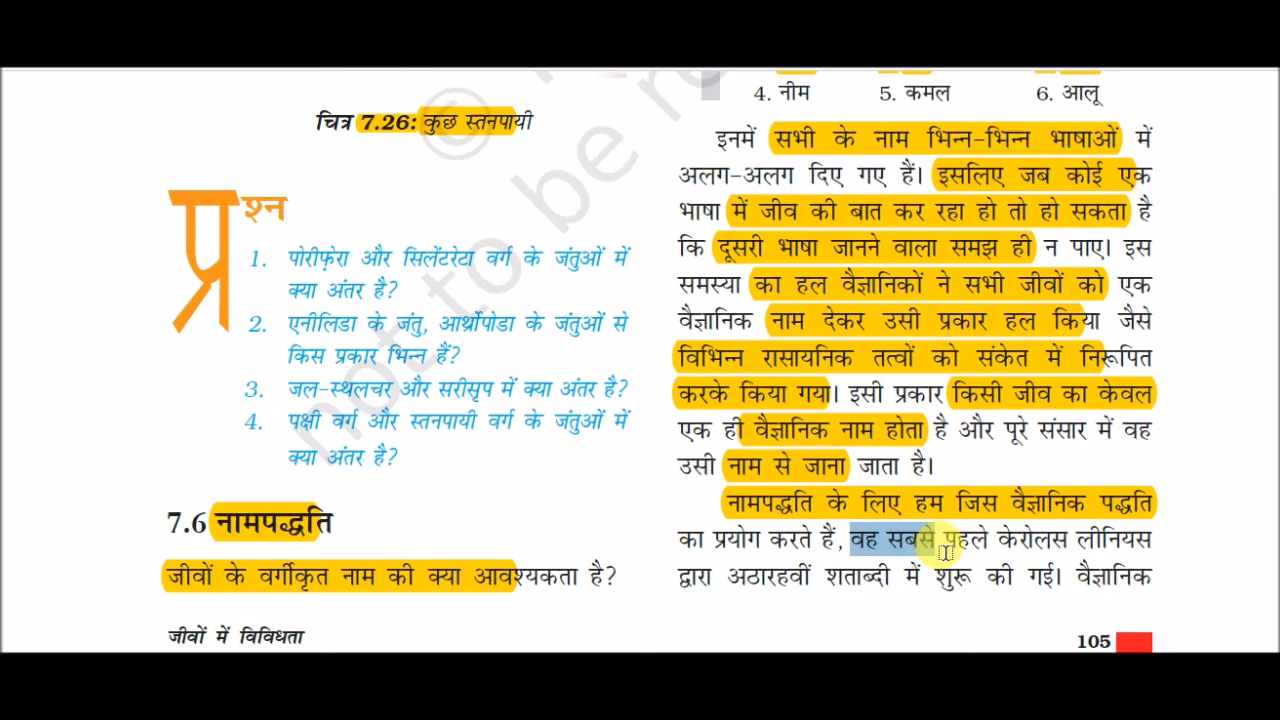 चित्र 7.26: कुछ स्तनपायी
प्रश्न
1. पोरीफ़ेरा और सिलेंटरेटा वर्ग के जंतुओं में
क्या अंतर है?
2. एनीलिडा के जंतु, आर्थ्रोपोडा के जंतुओं से
किस प्रकार भिन्न हैं?
3. जल-स्थलचर और सरीसृप में क्या अंतर है?
4. पक्षी वर्ग और स्तनपायी वर्ग के जंतुओं में
क्या अंतर है?
7.6 नामपद्धति
जीवों के वर्गीकृत नाम की क्या आवश्यकता है?
4. नीम 5. कमल 6. आलू
इनमें सभी के नाम भिन्न-भिन्न भाषाओं में
अलग-अलग दिए गए हैं। इसलिए जब कोई एक
भाषा में जीव की बात कर रहा हो तो हो सकता है
कि दूसरी भाषा जानने वाला समझ ही न पाए। इस
समस्या का हल वैज्ञानिकों ने सभी जीवों को एक
वैज्ञानिक नाम देकर उसी प्रकार हल किया जैसे
विभिन्न रासायनिक तत्वों को संकेत में निरूपित
करके किया गया। इसी प्रकार किसी जीव का केवल
एक ही वैज्ञानिक नाम होता है और पूरे संसार में वह
उसी नाम से जाना जाता है।
नामपद्धति के लिए हम जिस वैज्ञानिक पद्धति
का प्रयोग करते हैं, वह सबसे पहले केरोलस लीनियस
द्वारा अठारहवीं शताब्दी में शुरू की गई। वैज्ञानिक
जीवों में विविधता
105
© 
not to be re